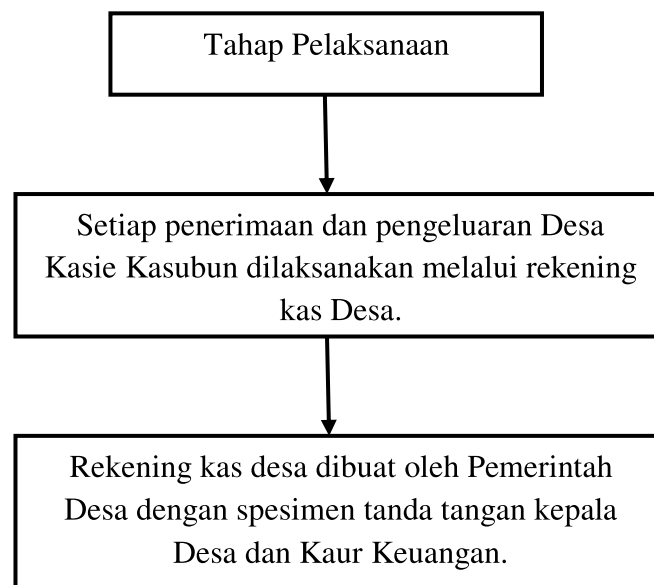 Tahap Pelaksanaan
Setiap penerimaan dan pengeluaran Desa
Kasie Kasubun dilaksanakan melalui rekening
kas Desa.
Rekening kas desa dibuat oleh Pemerintah
Desa dengan spesimen tanda tangan kepala
Desa dan Kaur Keuangan.